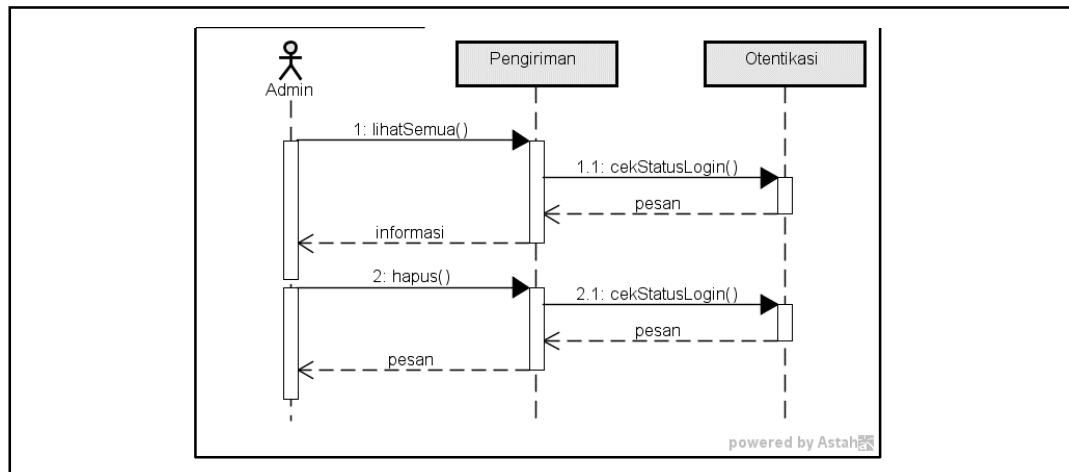 Pengiriman
Otentikasi
Admin
1: lihatSemua()
1.1: cekStatusLogin()
pesan
informasi
2: hapus()
2.1: cekStatusLogin()
pesan
pesan
powered by Astah